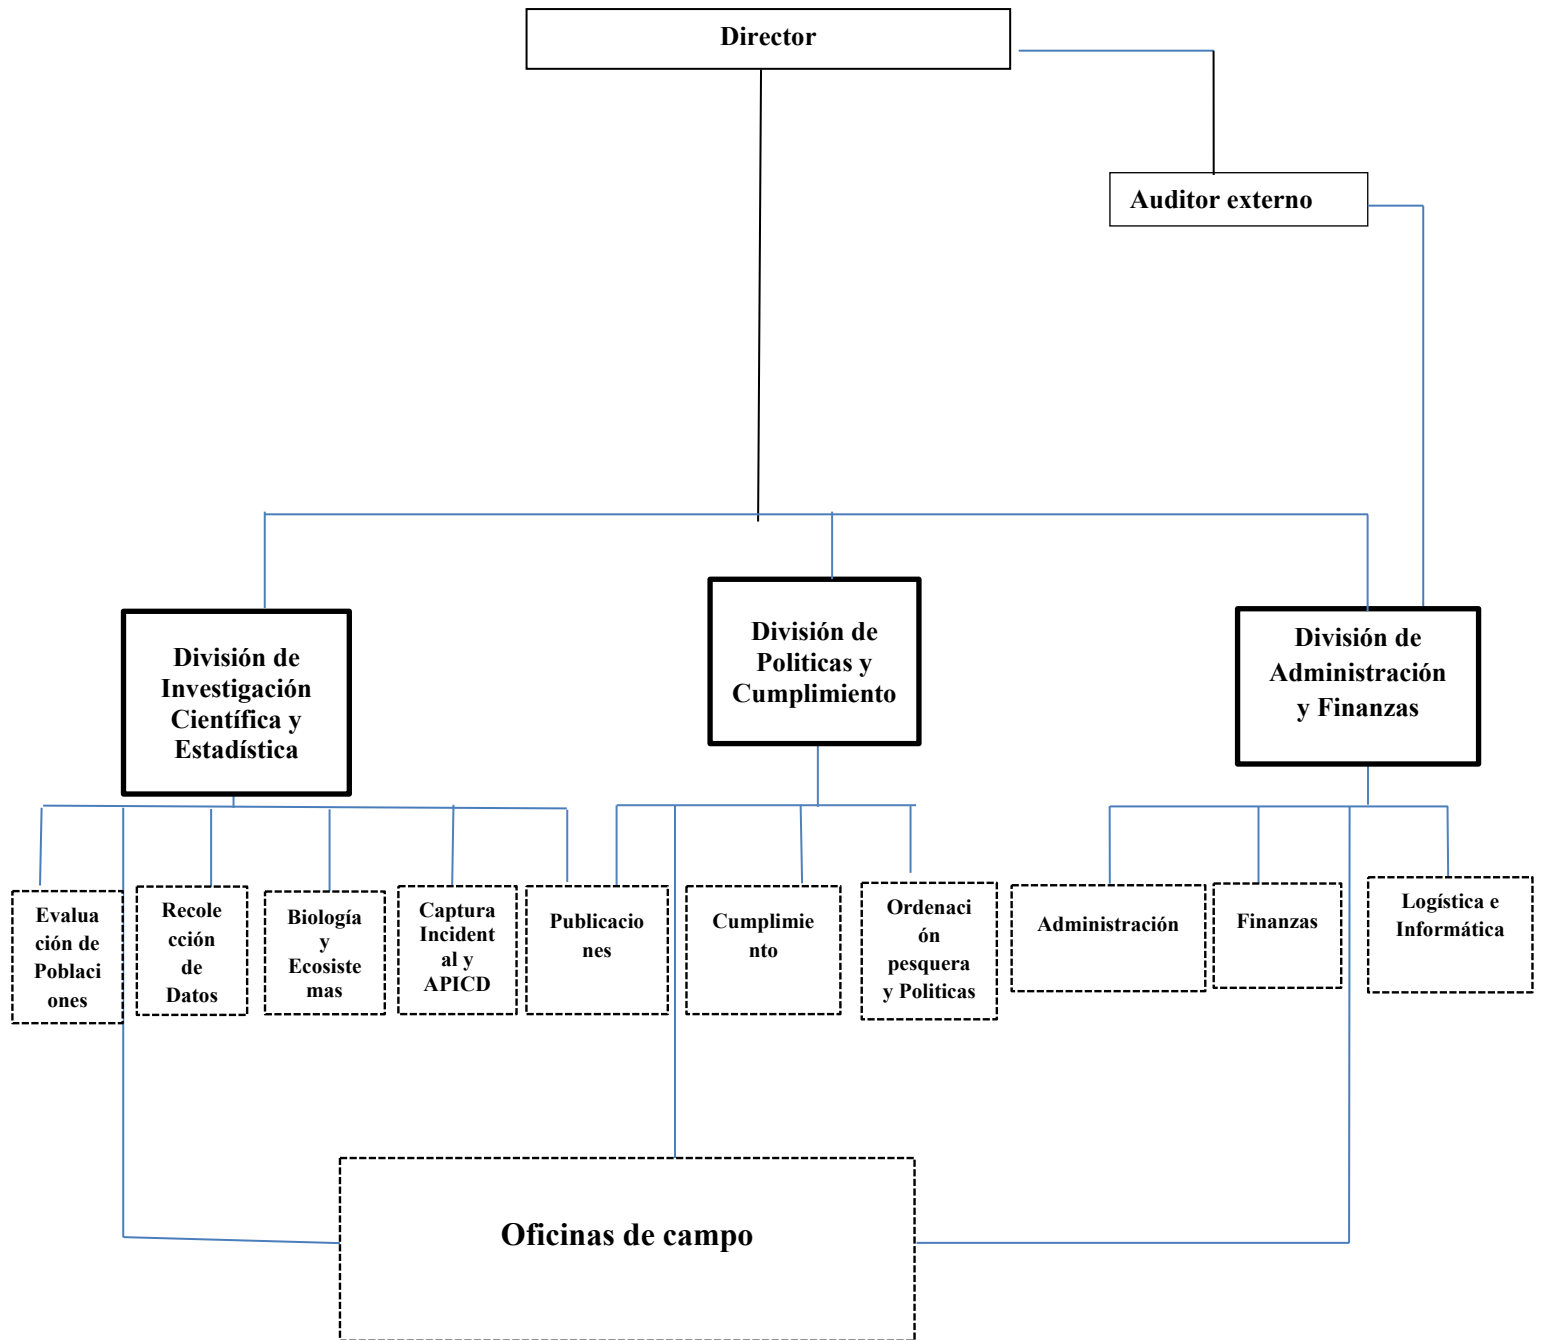 Director
Auditor externo
División de
Investigación
Científica y
Estadística
División de
Politicas y
Cumplimiento
División de
Administración
y Finanzas
Evalua
ción de
Poblaci
ones
Recole
cción
de
Datos
Biología
y
Ecosiste
mas
Captura
Incident
al y
APICD
Publicacio
nes
Cumplimie
nto
Ordenaci
ón
pesquera
y Politicas
Administración
Finanzas
Logística e
Informática
Oficinas de campo